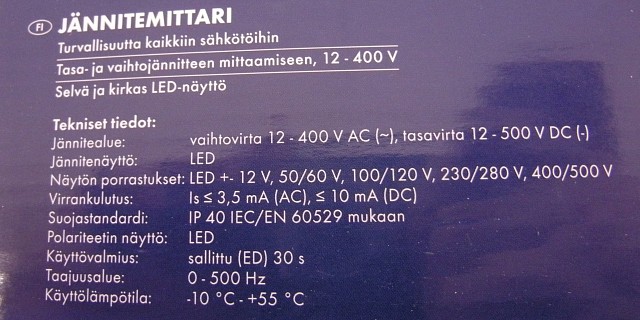 FI JÄNNITEMITTARI
Turvallisuutta kaikkiin sähkötöihin
Tasa- ja vaihtojännitteen mittaamiseen, 12 - 400 V
Selvä ja kirkas LED-näyttö
Tekniset tiedot:
Jännitealue: vaihtovirta 12 - 400 V AC (~), tasavirta 12 - 500 V DC (-)
Jännitenäyttö: LED
Näytön porrastukset: LED +- 12 V, 50/60 V, 100/120 V, 230/280 V, 400/500 V
Virrankulutus: Is ≤ 3,5 mA (AC), ≤ 10 mA (DC)
Suojastandardi: IP 40 IEC/EN 60529 mukaan
Polariteetin näyttö: LED
Käyttövalmius: sallittu (ED) 30 s
Taajuusalue: 0 - 500 Hz
Käyttölämpötila: -10 °C - +55 °C